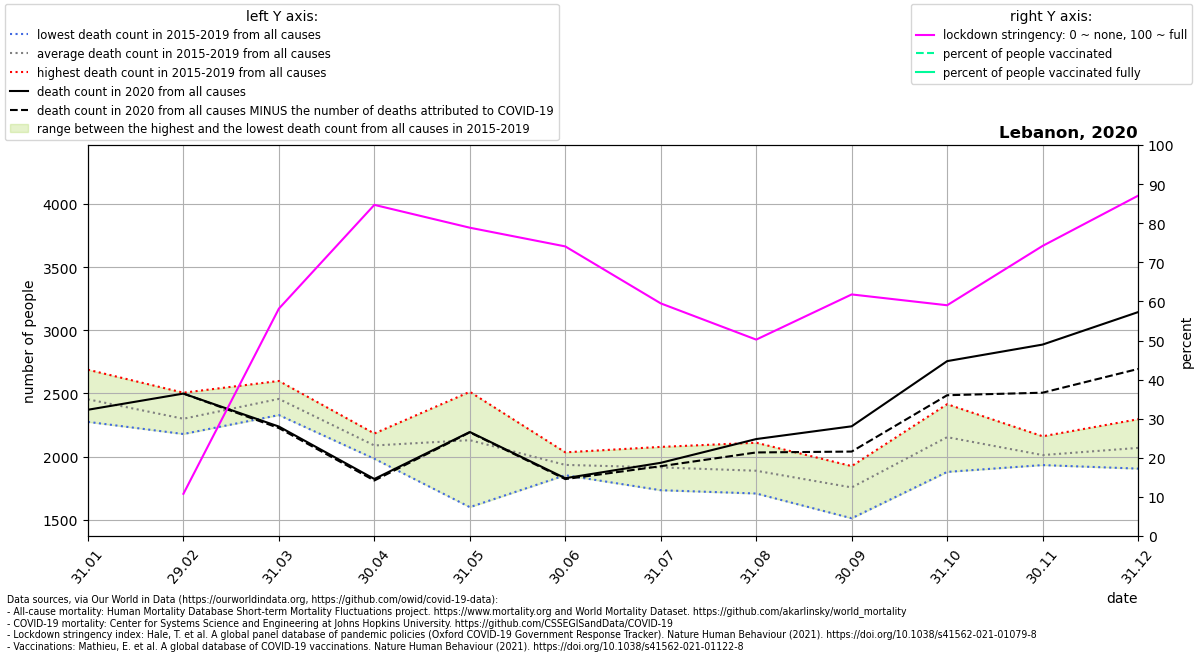 left Y axis:
lowest death count in 2015-2019 from all causes
average death count in 2015-2019 from all causes
highest death count in 2015-2019 from all causes
death count in 2020 from all causes
death count in 2020 from all causes MINUS the number of deaths attributed to COVID-19
range between the highest and the lowest death count from all causes in 2015-2019
right Y axis:
lockdown stringency: 0 ~ none, 100 ~ full
percent of people vaccinated
percent of people vaccinated fully
Lebanon, 2020
number of people
4000
3500
3000
2500
2000
1500
100
90
80
70
60
50
40
30
20
10
0
percent
31.01
29.02
31.03
30.04
31.05
30.06
31.07
31.08
30.09
31.10
30.11
31.12
date
Data sources, via Our World in Data (https://ourworldindata.org, https://github.com/owid/covid-19-data):
- All-cause mortality: Human Mortality Database Short-term Mortality Fluctuations project. https://www.mortality.org and World Mortality Dataset. https://github.com/akarlinsky/world_mortality
- COVID-19 mortality: Center for Systems Science and Engineering at Johns Hopkins University. https://github.com/CSSEGISandData/COVID-19
- Lockdown stringency index: Hale, T. et al. A global panel database of pandemic policies (Oxford COVID-19 Government Response Tracker). Nature Human Behaviour (2021). https://doi.org/10.1038/s41562-021-01079-8
- Vaccinations: Mathieu, E. et al. A global database of COVID-19 vaccinations. Nature Human Behaviour (2021). https://doi.org/10.1038/s41562-021-01122-8